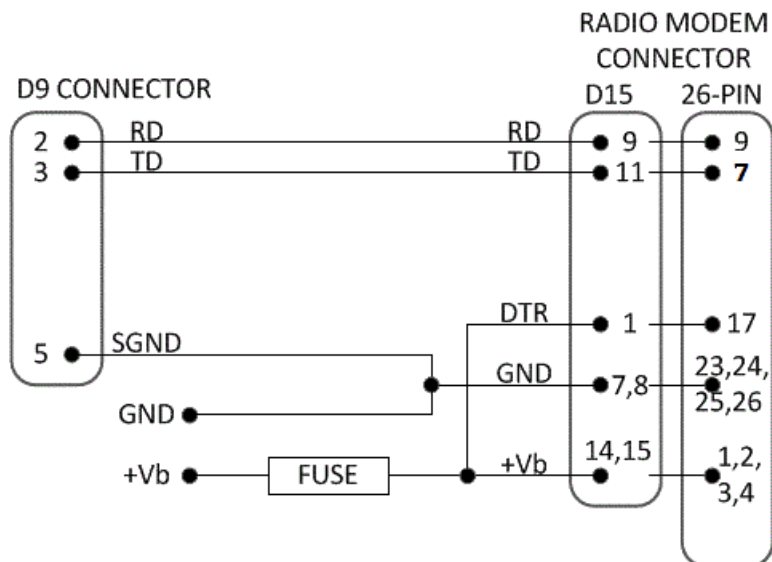 RADIO MODEM
CONNECTOR
D9 CONNECTOR
D15 26-PIN
2 RD RD 9 9
3 TD TD 11 7
DTR 1 17
5 SGND
GND 7,8 23,24,
25,26
GND
+Vb FUSE +Vb 14,15 1,2,
3,4